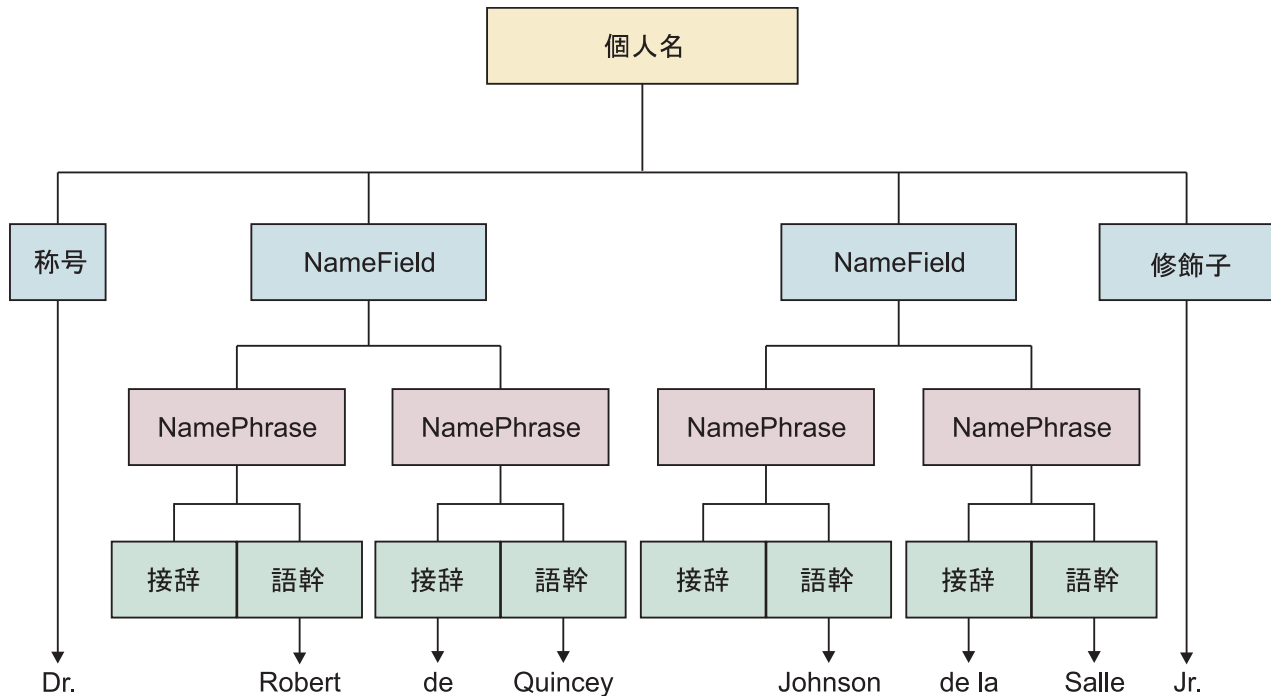 個人名
称号
NameField
NameField
修飾子
NamePhrase
NamePhrase
NamePhrase
NamePhrase
接辞 語幹 接辞 語幹 接辞 語幹 接辞 語幹
Dr. Robert de Quincey Johnson de la Salle Jr.